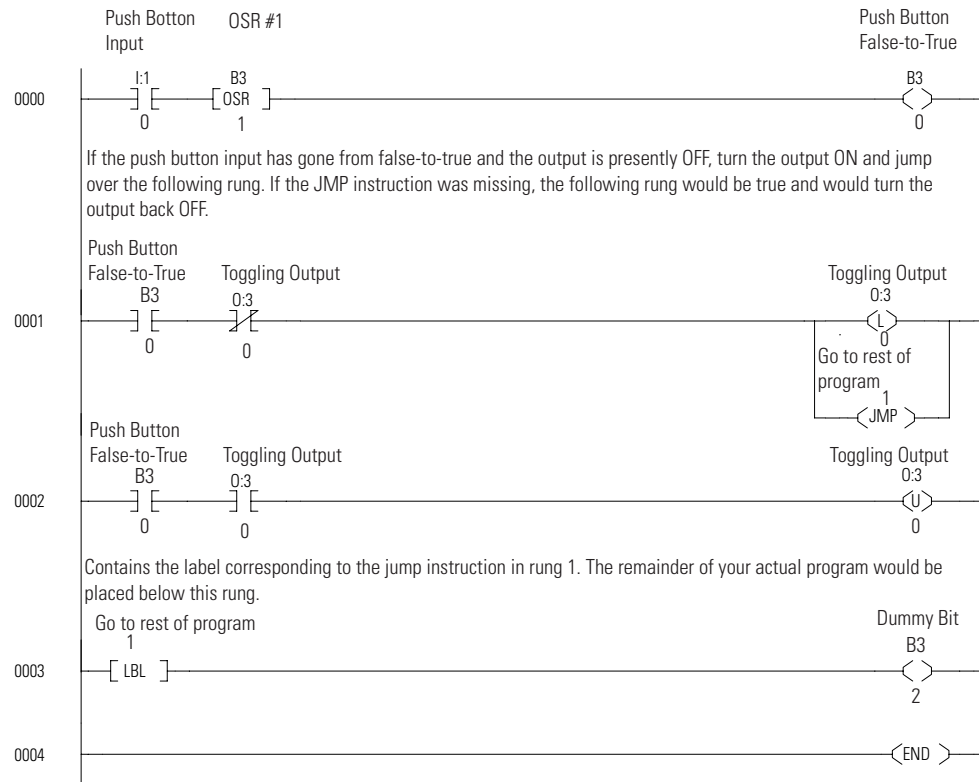 Push Botton
Input
OSR #1
Push Button
False-to-True
I:1
B3
B3
0000
OSR
0
1
0
If the push button input has gone from false-to-true and the output is presently OFF, turn the output ON and jump
over the following rung. If the JMP instruction was missing, the following rung would be true and would turn the
output back OFF.
Push Button
False-to-True
Toggling Output
Toggling Output
B3
O:3
O:3
0001
L
0
0
0
Go to rest of
program
1
JMP
Push Button
False-to-True
Toggling Output
Toggling Output
B3
O:3
O:3
0002
U
0
0
0
Contains the label corresponding to the jump instruction in rung 1. The remainder of your actual program would be
placed below this rung.
Go to rest of program
Dummy Bit
1
B3
0003
LBL
2
0004
END